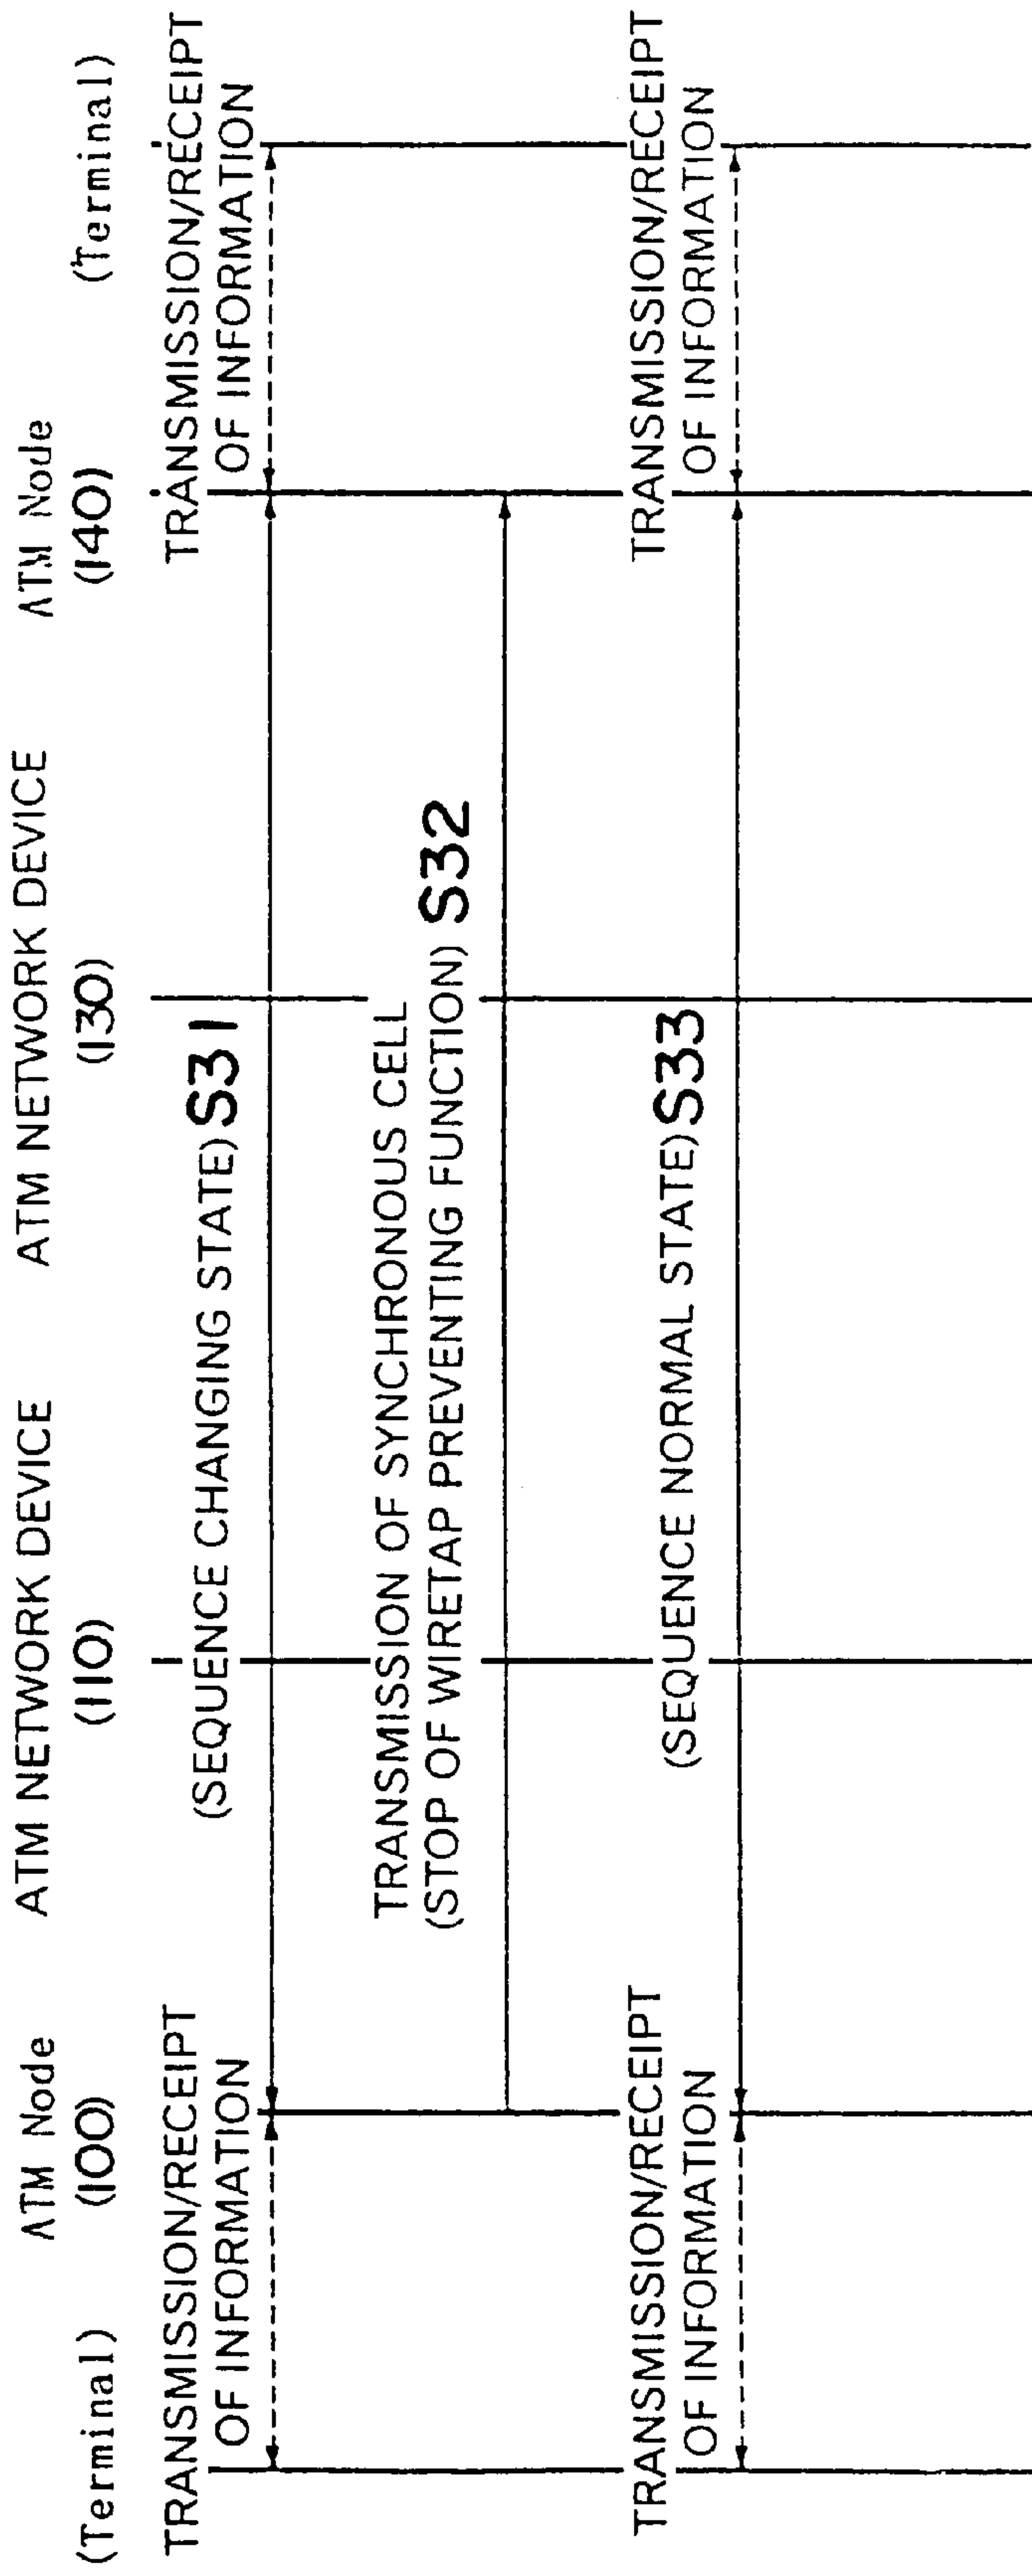 (Terminal)
ATM Node
(100)
ATM NETWORK DEVICE
(110)
ATM NETWORK DEVICE
(130)
ATM Node
(140)
(Terminal)
TRANSMISSION/RECEIPT
OF INFORMATION
(SEQUENCE CHANGING STATE) S31
TRANSMISSION/RECEIPT
OF INFORMATION
TRANSMISSION OF SYNCHRONOUS CELL
(STOP OF WIRETAP PREVENTING FUNCTION) S32
TRANSMISSION/RECEIPT
OF INFORMATION
(SEQUENCE NORMAL STATE) S33
TRANSMISSION/RECEIPT
OF INFORMATION